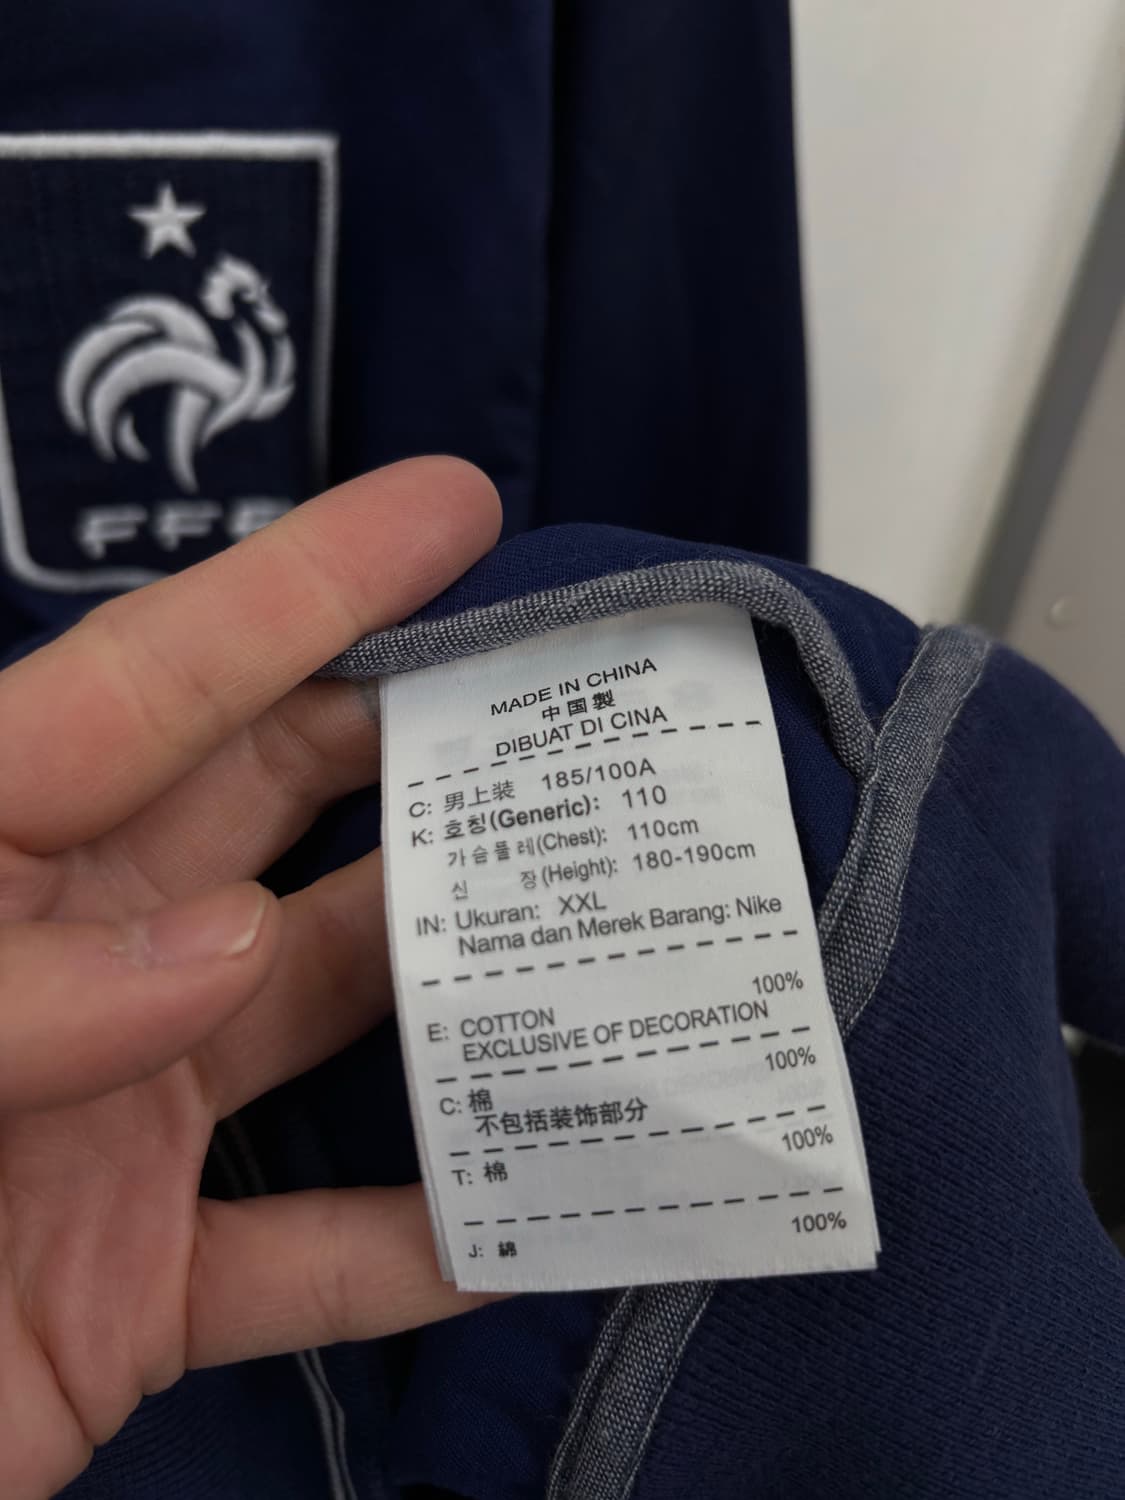 FFF
MADE IN CHINA
中国製
DIBUAT DI CINA
C: 男上装 185/100A
K: 호칭(Generic): 110
가슴둘레(Chest): 110cm
신 장(Height): 180-190cm
IN: Ukuran: XXL
Nama dan Merek Barang: Nike
100%
E: COTTON
EXCLUSIVE OF DECORATION
100%
C: 棉
不包括装饰部分
100%
T: 棉
100%
J: 綿